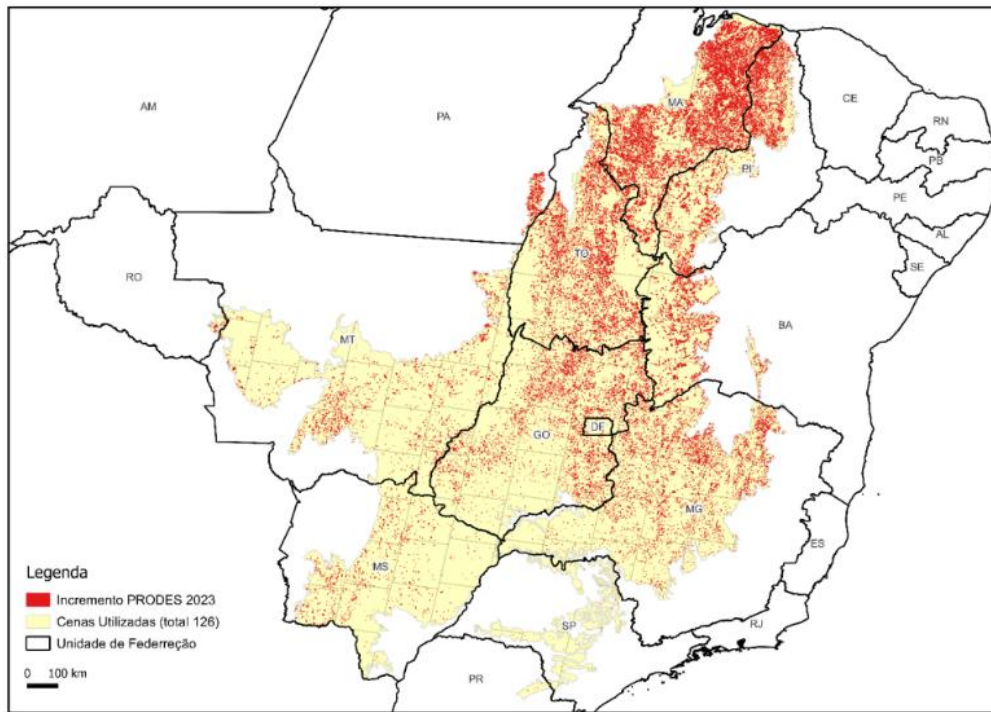 CE
AM
PA
MA
RN
PB
PI
PE
AL
SE
TO
RO
BA
MT
DF
GO
MG
ES
MS
SP
RJ
PR
Legenda
Incremento PRODES 2023
Cenas Utilizadas (total 126)
Unidade de Federreção
0 100 km